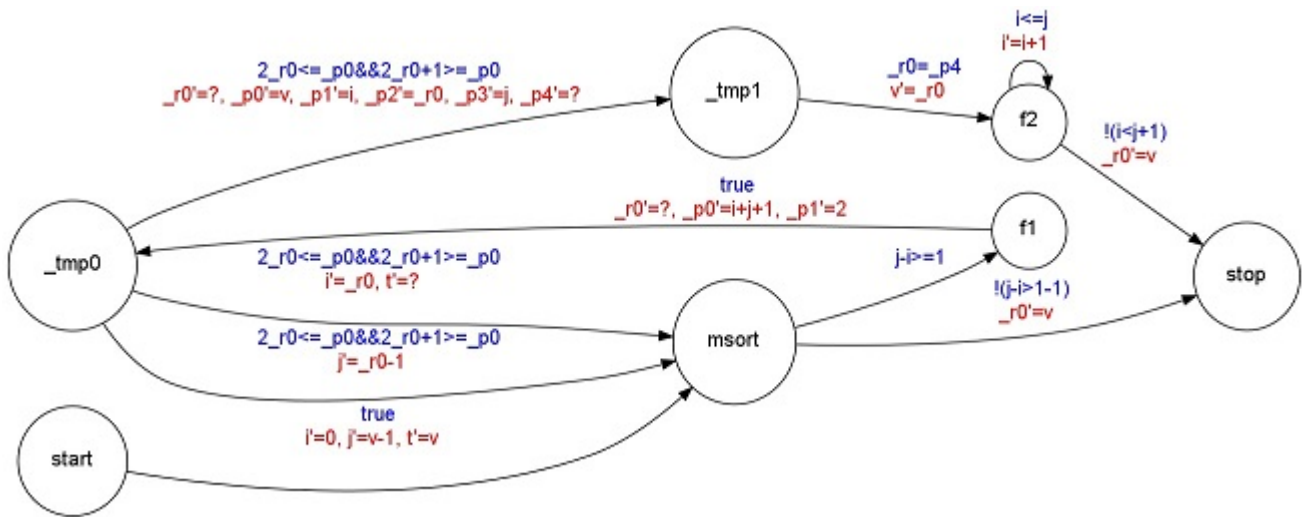 i<=j
i'=i+1
2_r0<=_p0&&2_r0+1>=_p0
_r0'=?, _p0'=v, _p1'=i, _p2'=_r0, _p3'=j, _p4'=?
_tmp1
_r0=_p4
v'=_r0
f2
!(i<j+1)
_r0'=v
true
_r0'=?, _p0'=i+j+1, _p1'=2
f1
_tmp0
2_r0<=_p0&&2_r0+1>=_p0
i'=_r0, t'=?
j-i>=1
stop
!(j-i>1-1)
_r0'=v
2_r0<=_p0&&2_r0+1>=_p0
j'=_r0-1
msort
true
i'=0, j'=v-1, t'=v
start